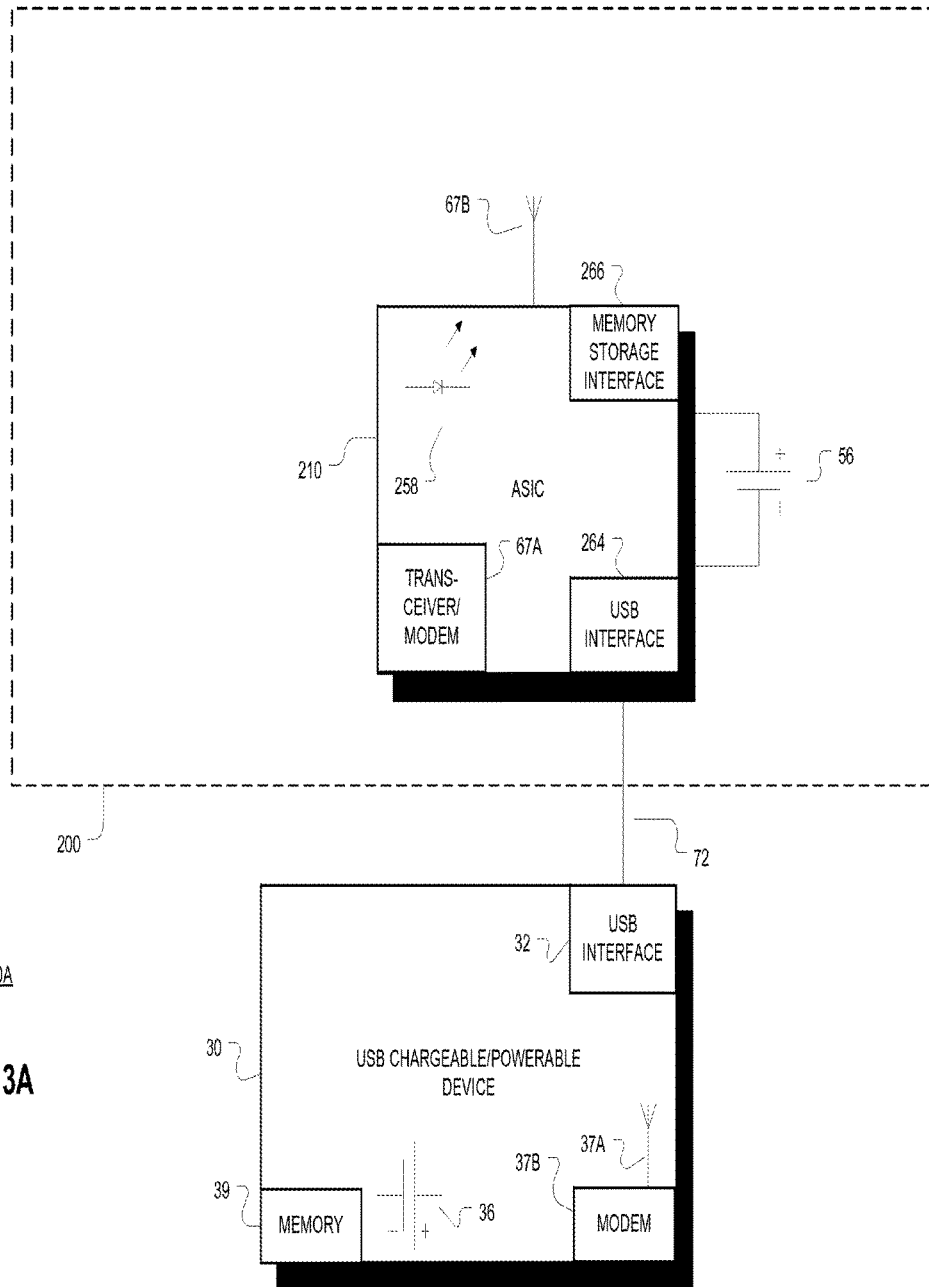 67B
266
MEMORY
STORAGE
INTERFACE
210
258
ASIC
+
56
-
67A
264
TRANS-
CEIVER/
MODEM
USB
INTERFACE
200
72
32
USB
INTERFACE
0A
30
USB CHARGEABLE/POWERABLE
DEVICE
3A
37A
37B
39
36
MEMORY
- +
MODEM